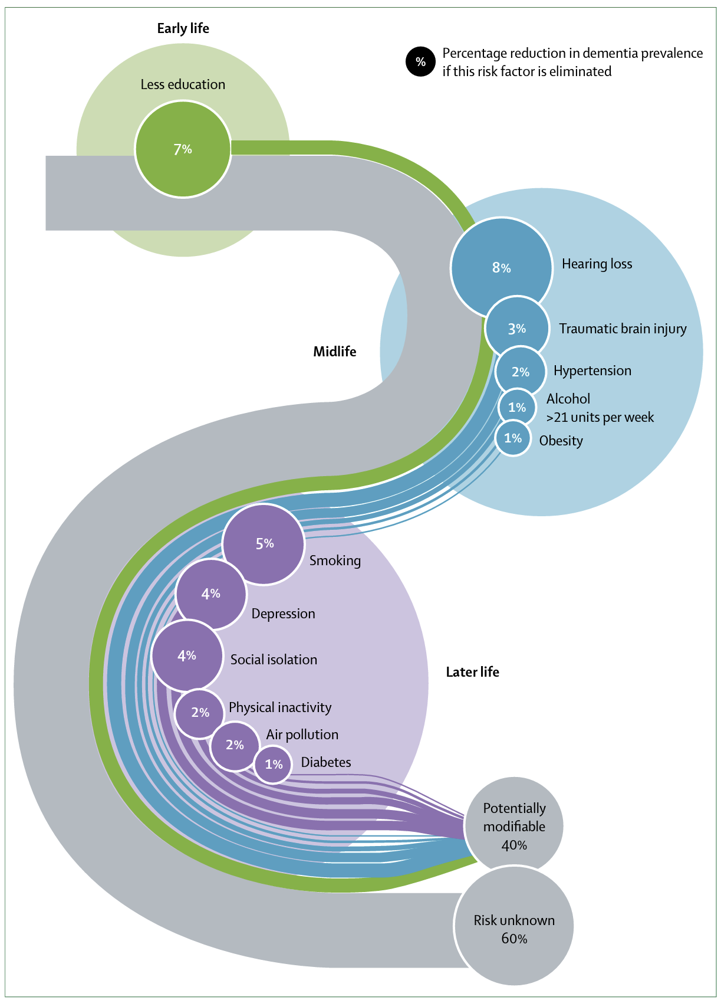 Early life
%
Percentage reduction in dementia prevalence
if this risk factor is eliminated
Less education
7%
8%
Hearing loss
3%
Traumatic brain injury
Midlife
2%
Hypertension
1%
Alcohol
>21 units per week
1%
Obesity
5%
Smoking
4%
Depression
4%
Social isolation
Later life
2%
Physical inactivity
2%
Air pollution
1%
Diabetes
Potentially
modifiable
40%
Risk unknown
60%